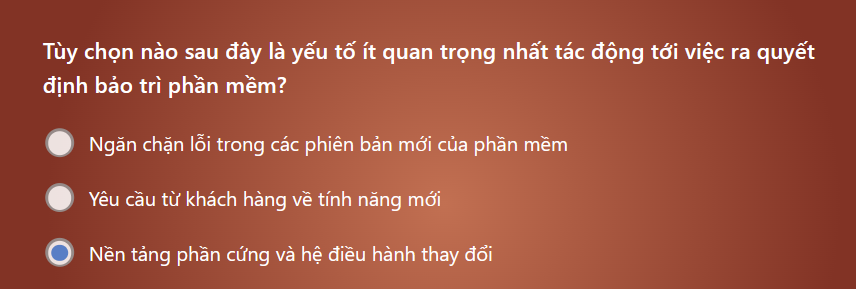 Tùy chọn nào sau đây là yếu tố ít quan trọng nhất tác động tới việc ra quyết
định bảo trì phần mềm?
Ngăn chặn lỗi trong các phiên bản mới của phần mềm
Yêu cầu từ khách hàng về tính năng mới
Nền tảng phần cứng và hệ điều hành thay đổi